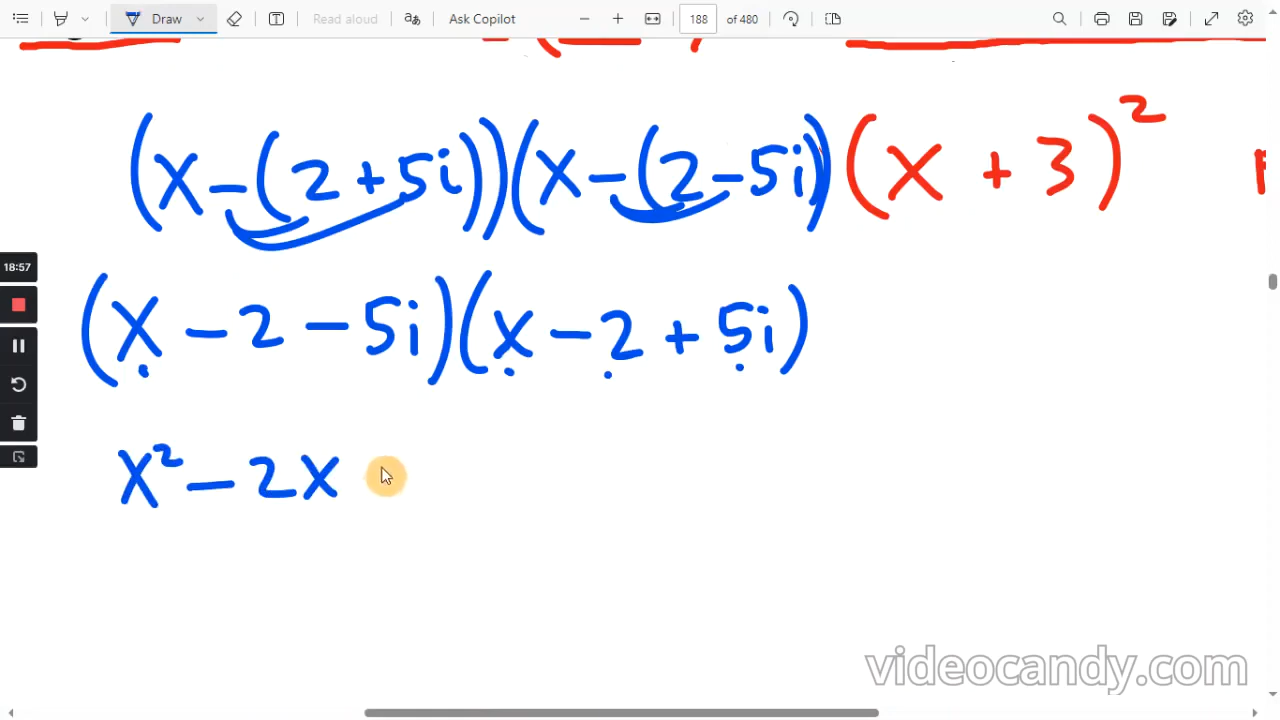 Draw Read aloud Ask Copilot 188 of 480
(x - (2 + 5i))(x - (2 - 5i))(x + 3)²
18:57
(x - 2 - 5i)(x - 2 + 5i)
x² - 2x
videocandy.com